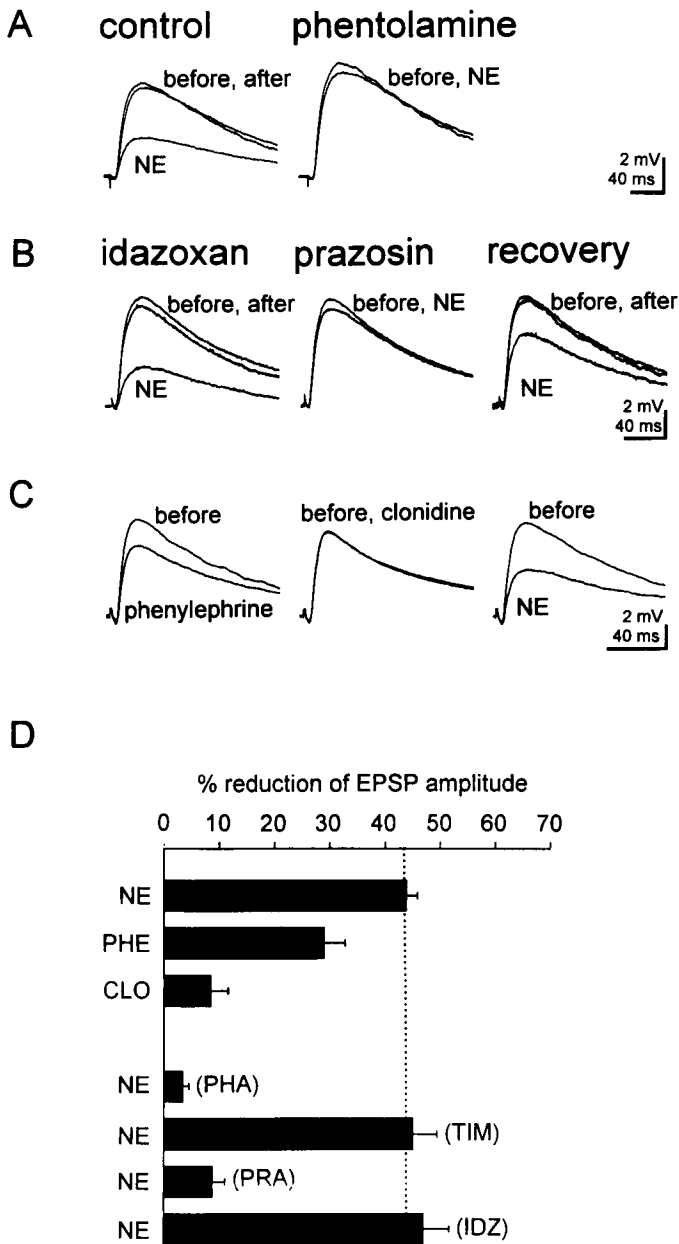 A control phentolamine
before, after before, NE
NE
2 mV
40 ms
B idazoxan prazosin recovery
before, after before, NE before, after
NE NE
2 mV
40 ms
C
before before, clonidine before
phenylephrine NE
2 mV
40 ms
D
% reduction of EPSP amplitude
0 10 20 30 40 50 60 70
NE
PHE
CLO
NE (PHA)
NE (TIM)
NE (PRA)
NE (IDZ)